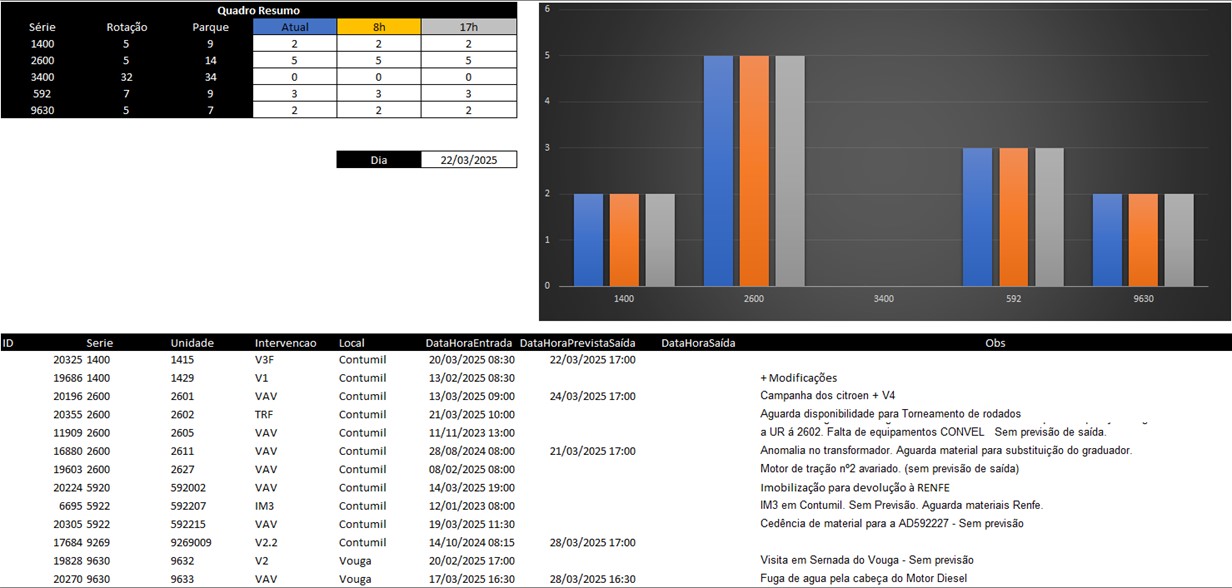 Quadro Resumo
Série Rotação Parque Atual 8h 17h
1400 5 9 2 2 2
2600 5 14 5 5 5
3400 32 34 0 0 0
592 7 9 3 3 3
9630 5 7 2 2 2
Dia 22/03/2025
6
5
4
3
2
1
0
1400 2600 3400 592 9630
ID Serie Unidade Intervencao Local DataHoraEntrada DataHoraPrevistaSaída DataHoraSaída Obs
20325 1400 1415 V3F Contumil 20/03/2025 08:30 22/03/2025 17:00
19686 1400 1429 V1 Contumil 13/02/2025 08:30 + Modificações
20196 2600 2601 VAV Contumil 13/03/2025 09:00 24/03/2025 17:00 Campanha dos citroen + V4
20355 2600 2602 TRF Contumil 21/03/2025 10:00 Aguarda disponibilidade para Torneamento de rodados
11909 2600 2605 VAV Contumil 11/11/2023 13:00 a UR á 2602. Falta de equipamentos CONVEL Sem previsão de saída.
16880 2600 2611 VAV Contumil 28/08/2024 08:00 21/03/2025 17:00 Anomalia no transformador. Aguarda material para substituição do graduador.
19603 2600 2627 VAV Contumil 08/02/2025 08:00 Motor de tração nº2 avariado. (sem previsão de saída)
20224 5920 592002 VAV Contumil 14/03/2025 19:00 Imobilização para devolução à RENFE
6695 5922 592207 IM3 Contumil 12/01/2023 08:00 IM3 em Contumil. Sem Previsão. Aguarda materiais Renfe.
20305 5922 592215 VAV Contumil 19/03/2025 11:30 Cedência de material para a AD592227 - Sem previsão
17684 9269 9269009 V2.2 Contumil 14/10/2024 08:15 28/03/2025 17:00
19828 9630 9632 V2 Vouga 20/02/2025 17:00 Visita em Sernada do Vouga - Sem previsão
20270 9630 9633 VAV Vouga 17/03/2025 16:30 28/03/2025 16:30 Fuga de agua pela cabeça do Motor Diesel